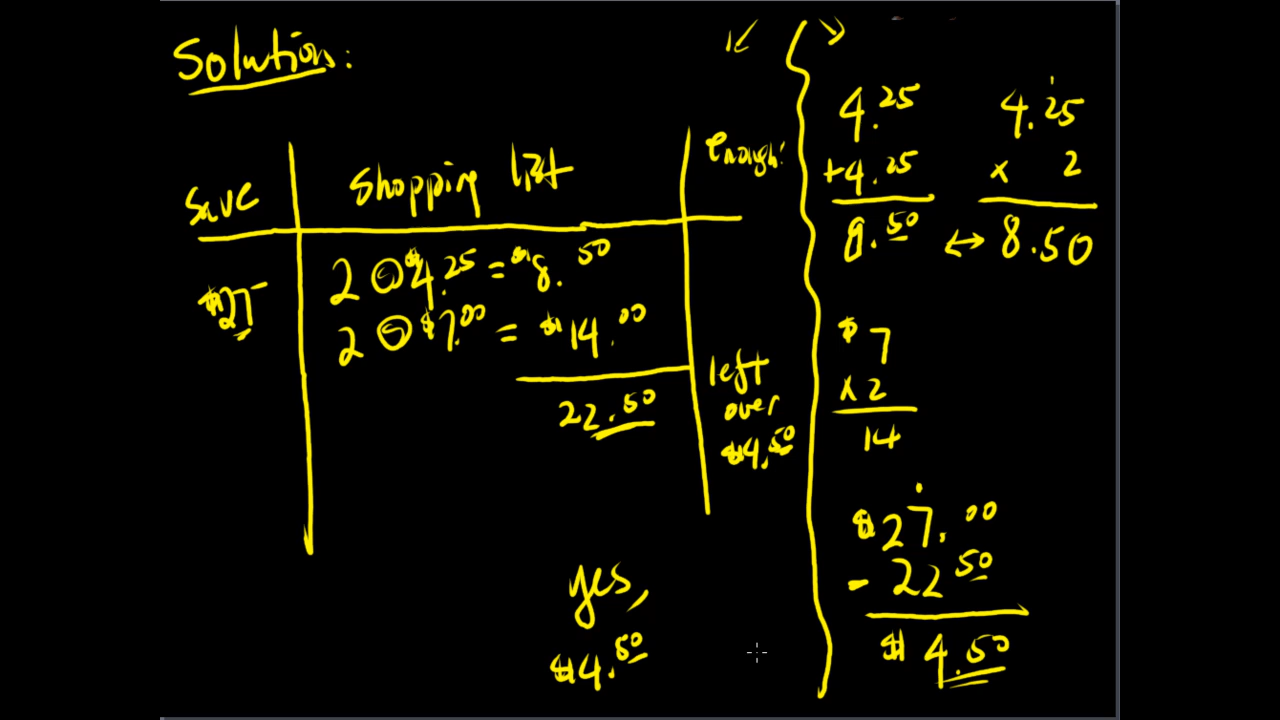 Solution:
Save
Shopping list
Enough?
$27
2 @ $4.25 = $8.50
2 @ $7.00 = $14.00
22.50
left
over
$4.50
yes,
$4.50
4.25
+4.25
8.50
↔
4.25
x 2
8.50
$7
x 2
14
$27.00
- 22 50
$4.50